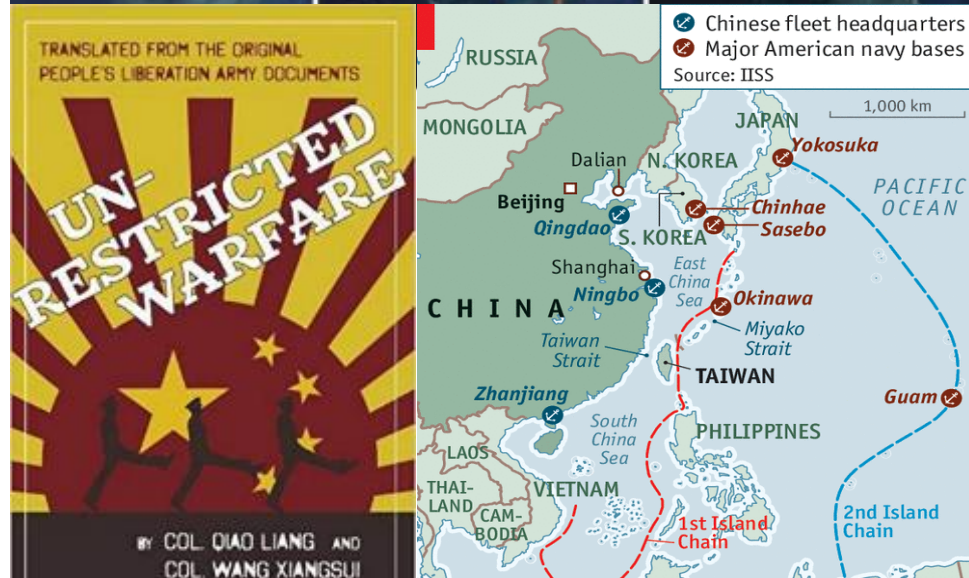 TRANSLATED FROM THE ORIGINAL
PEOPLE'S LIBERATION ARMY DOCUMENTS
UN-
RESTRICTED
WARFARE
BY COL. QIAO LIANG AND
COL. WANG XIANGSUI
Chinese fleet headquarters
Major American navy bases
Source: IISS
1,000 km
RUSSIA
MONGOLIA
JAPAN
Yokosuka
Dalian
N. KOREA
PACIFIC
OCEAN
Beijing
Chinhae
Qingdao
Sasebo
S. KOREA
Shanghai
East
China
Sea
Ningbo
CHINA
Okinawa
Miyako
Strait
Taiwan
Strait
TAIWAN
Zhanjiang
Guam
South
China
Sea
PHILIPPINES
LAOS
THAI-
LAND
VIETNAM
CAM-
BODIA
1st Island
Chain
2nd Island
Chain